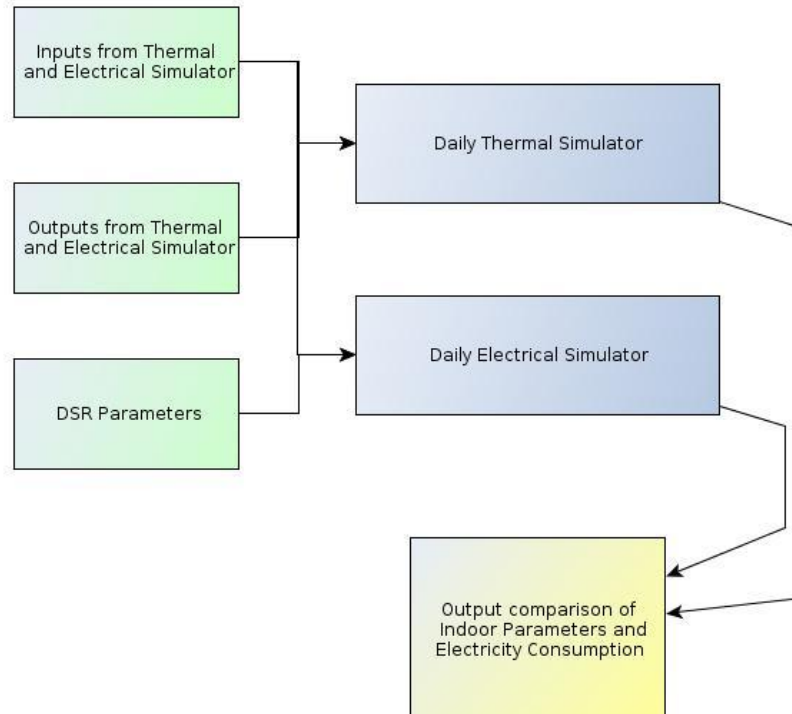 Inputs from Thermal
and Electrical Simulator
Daily Thermal Simulator
Outputs from Thermal
and Electrical Simulator
Daily Electrical Simulator
DSR Parameters
Output comparison of
Indoor Parameters and
Electricity Consumption